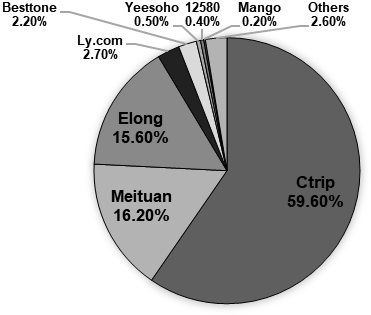 Besttone
2.20%
Yeesoho
0.50%
12580
0.40%
Mango
0.20%
Others
2.60%
Ly.com
2.70%
Elong
15.60%
Meituan
16.20%
Ctrip
59.60%